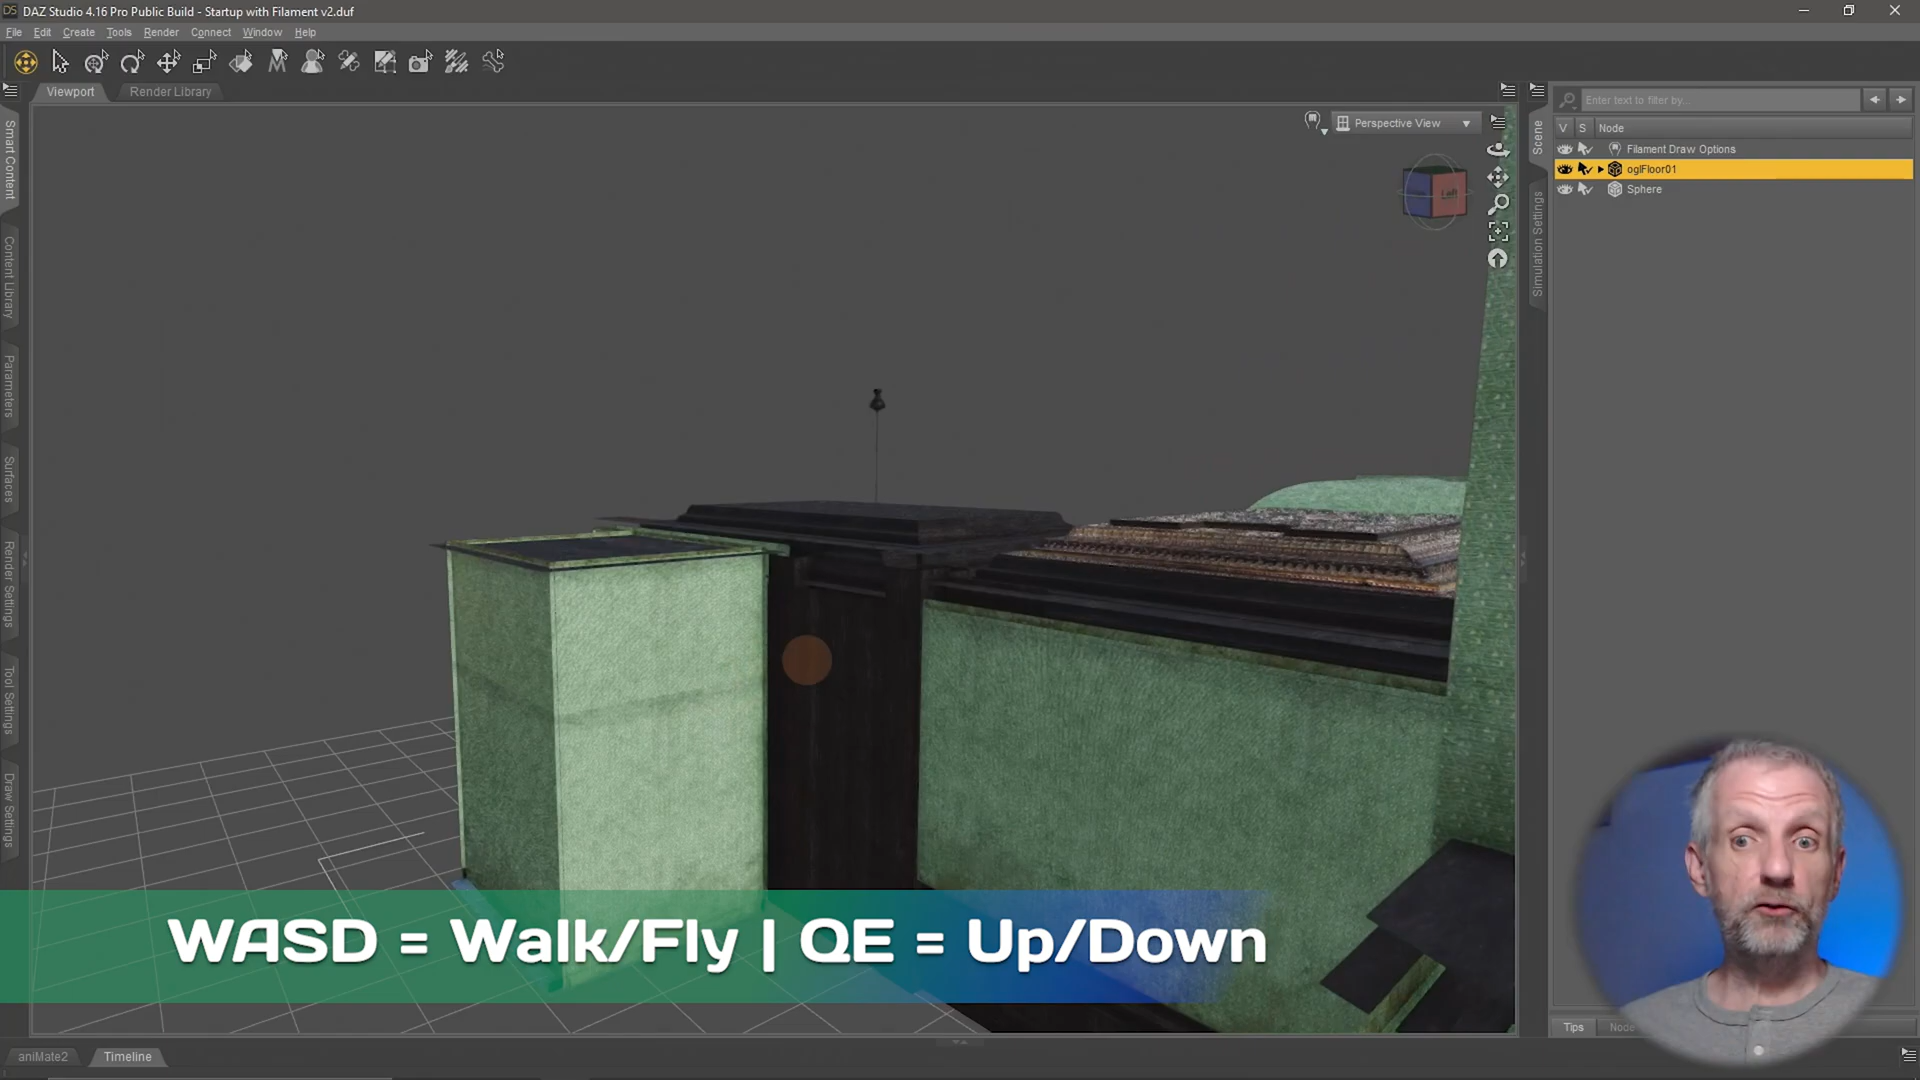 DAZ Studio 4.16 Pro Public Build - Startup with Filament v2.duf
File Edit Create Tools Render Connect Window Help
Viewport Render Library
Perspective View
Left
Enter text to filter by...
V S Node
Filament Draw Options
oglFloor01
Sphere
Smart Content
Content Library
Parameters
Surfaces
Render Settings
Tool Settings
Draw Settings
Scene
Simulation Settings
WASD = Walk/Fly | QE = Up/Down
Tips Node
aniMate2 Timeline